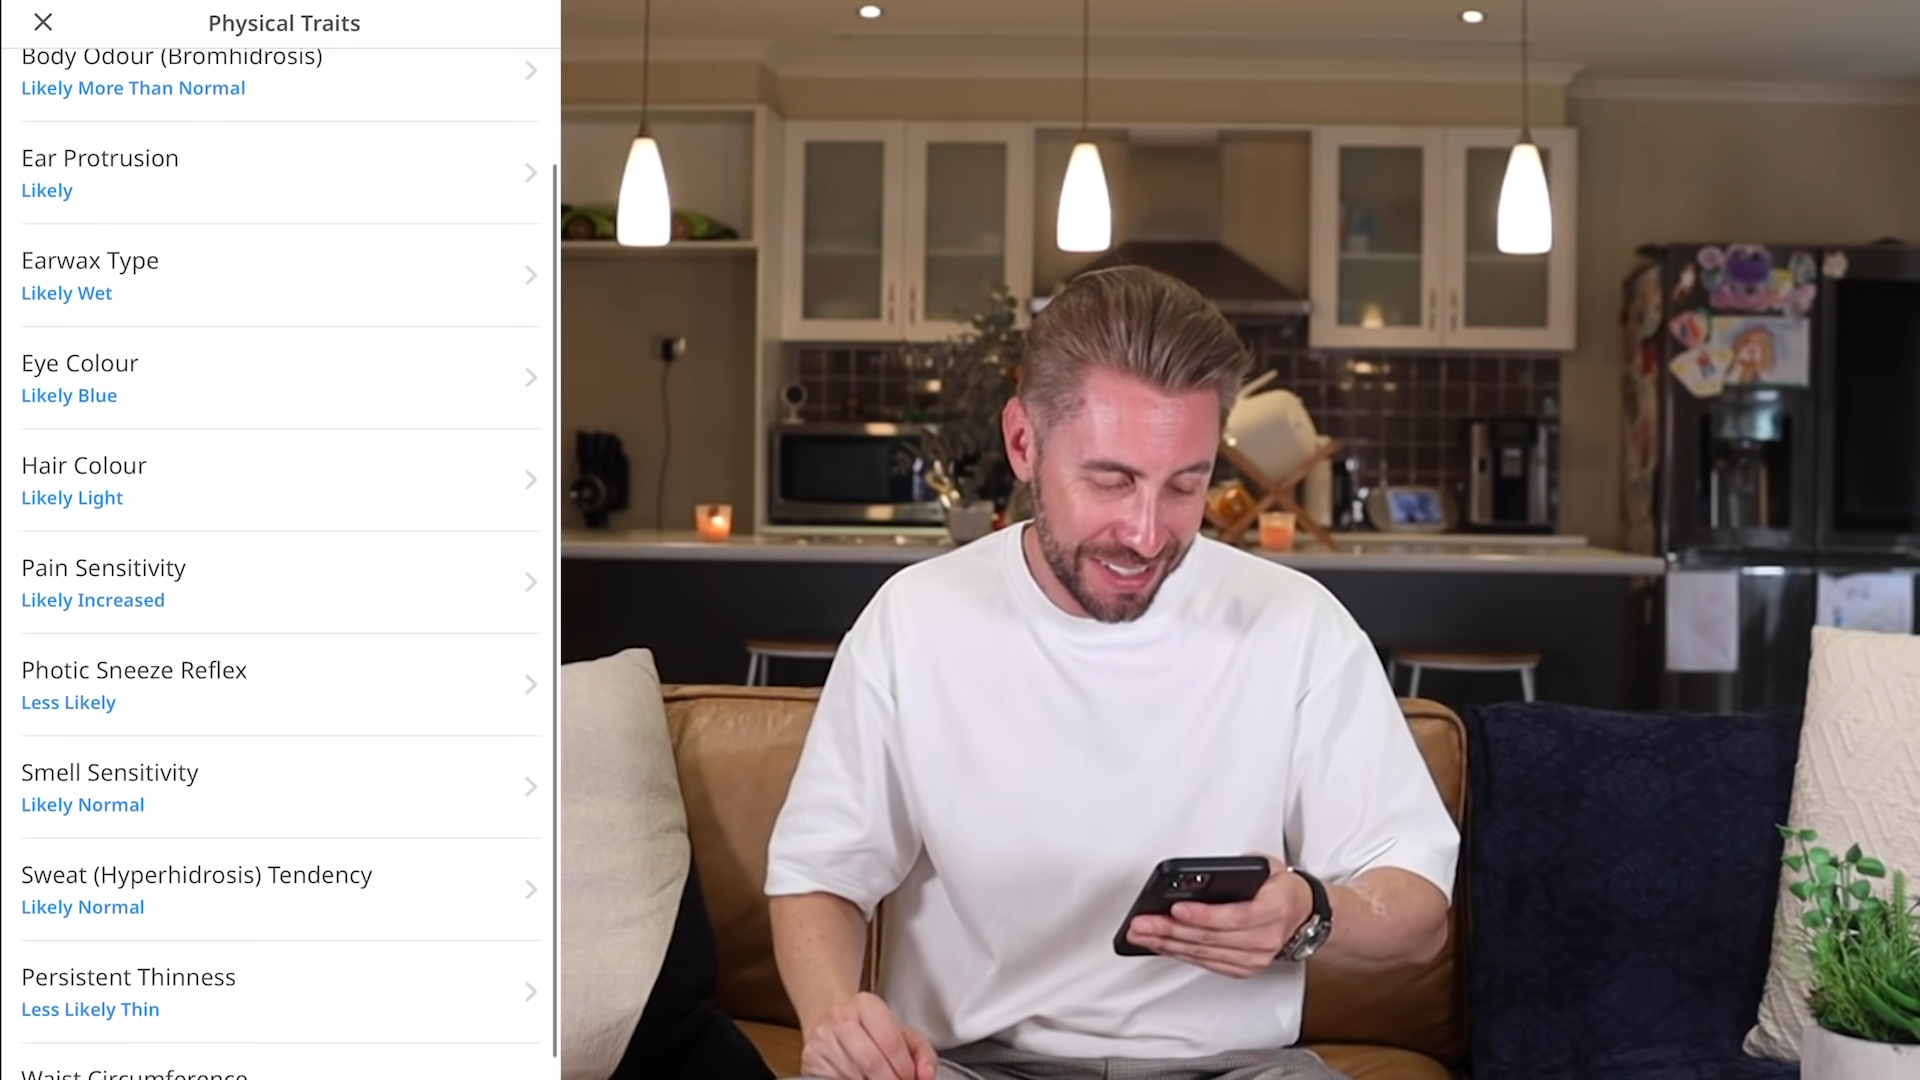 Physical Traits
Body Odour (Bromhidrosis)
Likely More Than Normal
Ear Protrusion
Likely
Earwax Type
Likely Wet
Eye Colour
Likely Blue
Hair Colour
Likely Light
Pain Sensitivity
Likely Increased
Photic Sneeze Reflex
Less Likely
Smell Sensitivity
Likely Normal
Sweat (Hyperhidrosis) Tendency
Likely Normal
Persistent Thinness
Less Likely Thin
Waist Circumference